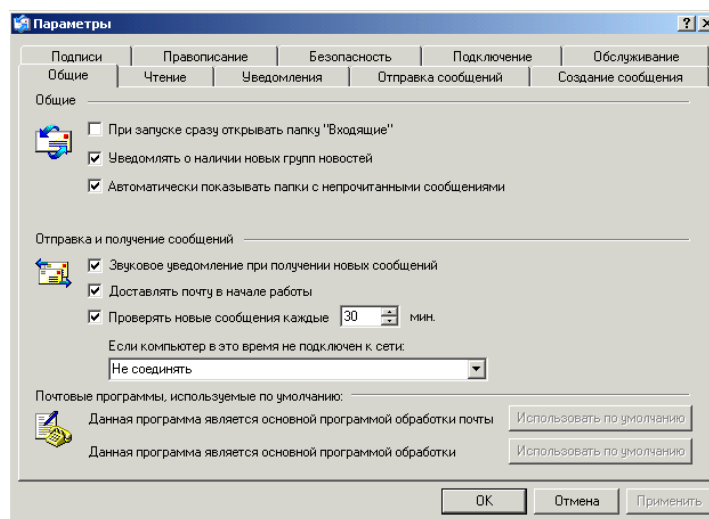 Параметры
Подписи Правописание Безопасность Подключение Обслуживание
Общие Чтение Уведомления Отправка сообщений Создание сообщения
Общие
При запуске сразу открывать папку "Входящие"
Уведомлять о наличии новых групп новостей
Автоматически показывать папки с непрочитанными сообщениями
Отправка и получение сообщений
Звуковое уведомление при получении новых сообщений
Доставлять почту в начале работы
Проверять новые сообщения каждые 30 мин.
Если компьютер в это время не подключен к сети:
Не соединять
Почтовые программы, используемые по умолчанию:
Данная программа является основной программой обработки почты Использовать по умолчанию
Данная программа является основной программой обработки Использовать по умолчанию
OK Отмена Применить